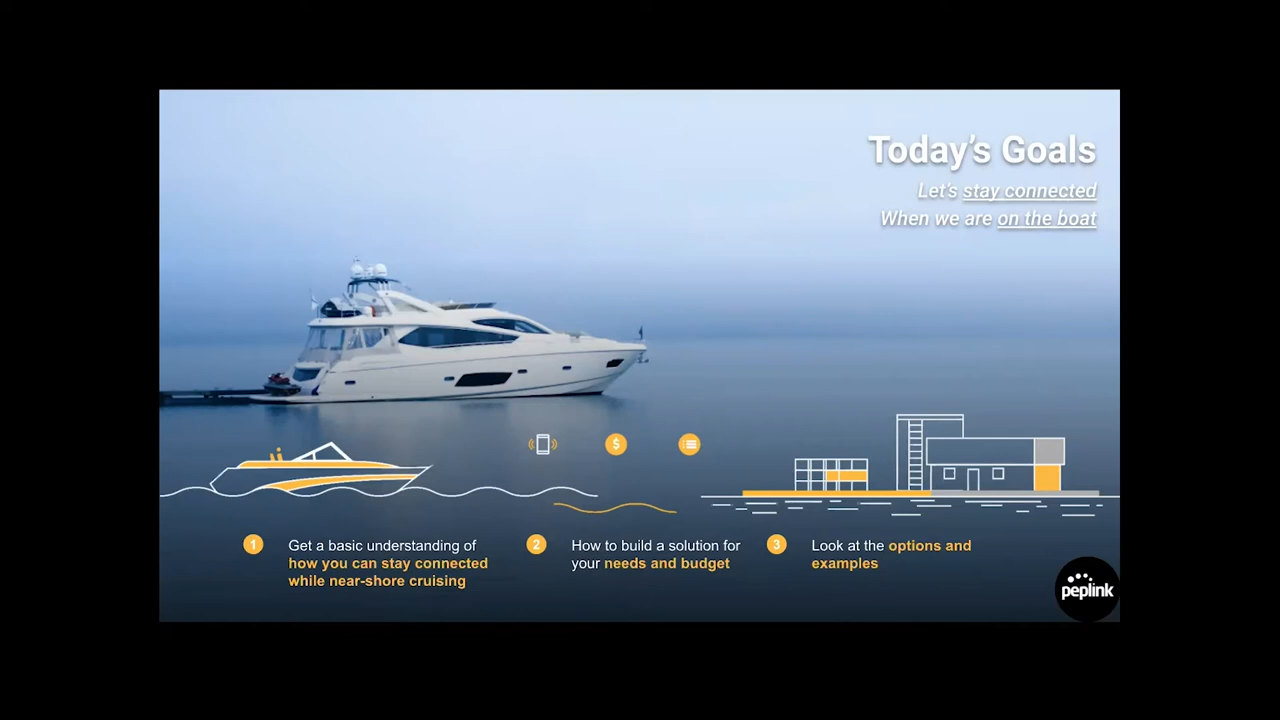 Today's Goals
Let's stay connected
When we are on the boat
$
1
Get a basic understanding of
how you can stay connected
while near-shore cruising
2
How to build a solution for
your needs and budget
3
Look at the options and
examples
peplink